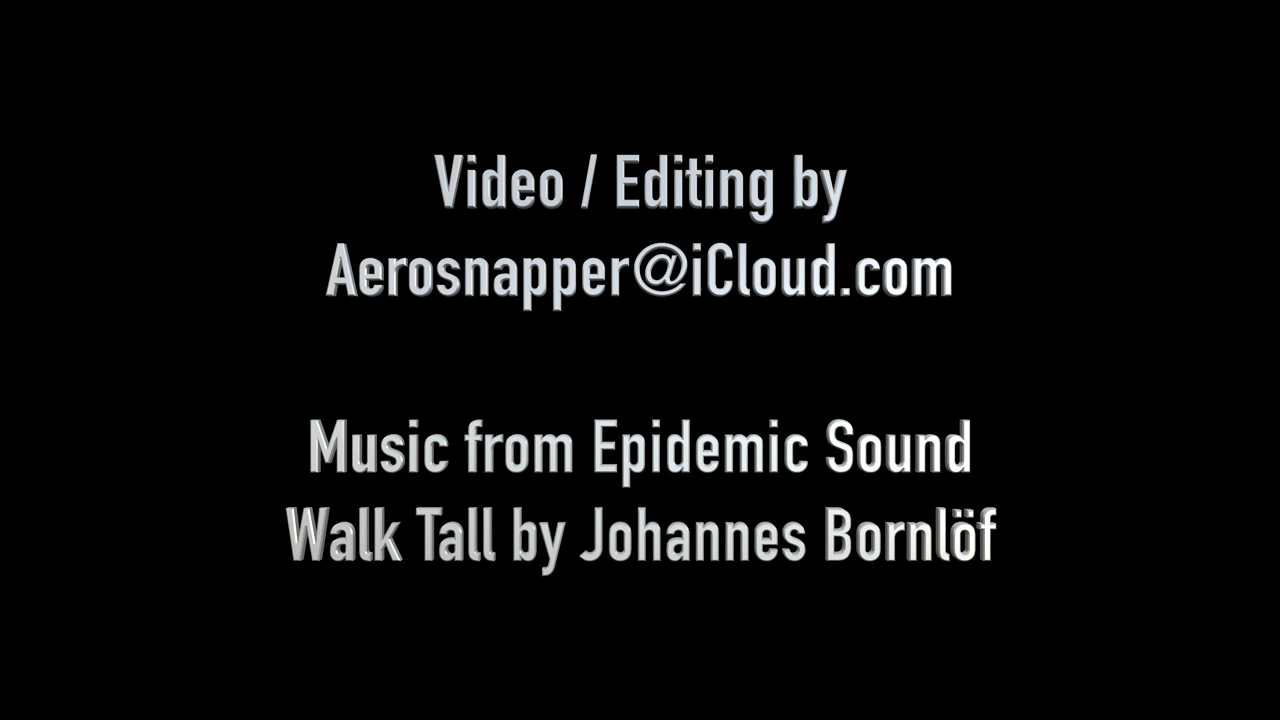 Video / Editing by
Aerosnapper@iCloud.com
Music from Epidemic Sound
Walk Tall by Johannes Bornlöf